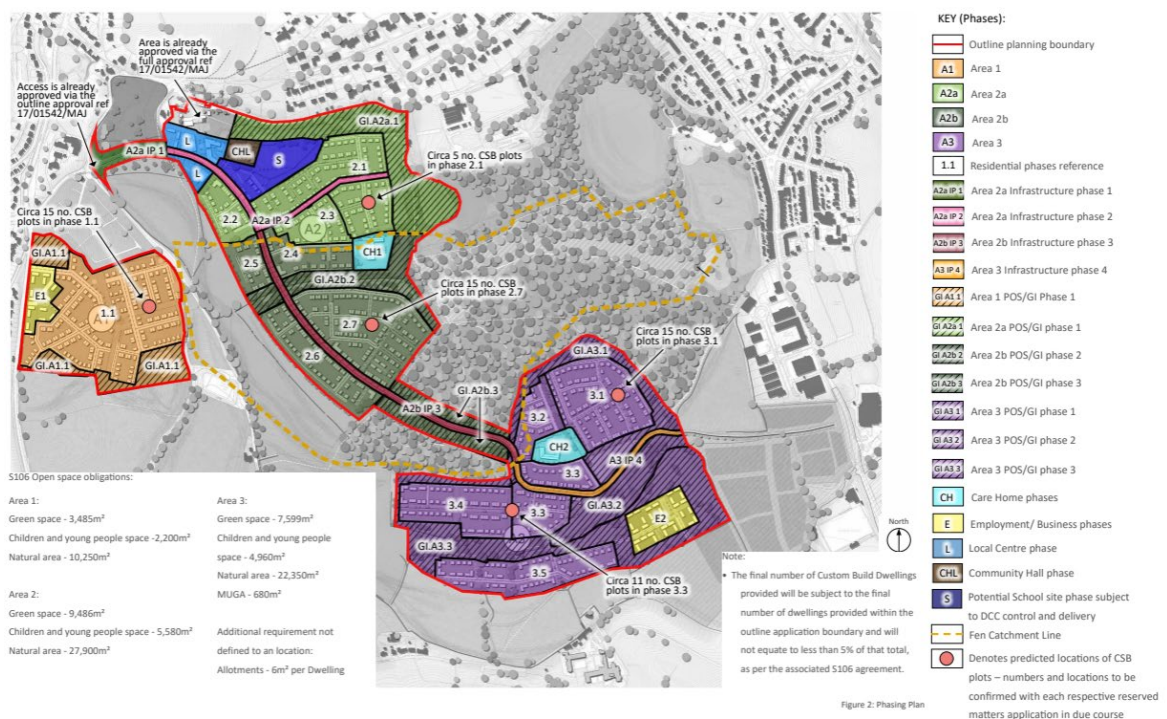 Area is already
approved via the
full approval ref
17/01542/MAJ
Access is already
approved via the
outline approval ref
17/01542/MAJ
A2a IP 1
L
L
CHL
S
GI.A2a.1
2.1
Circa 5 no. CSB plots
in phase 2.1
2.2
A2a IP 2
2.3
A2
2.4
2.5
CH1
GI.A2b.2
Circa 15 no. CSB
plots in phase 1.1
GI.A1.1
E1
1.1
A1
GI.A1.1
GI.A1.1
Circa 15 no. CSB
plots in phase 2.7
2.7
2.6
A2b IP 3
GI.A2b.3
GI.A3.1
Circa 15 no. CSB
plots in phase 3.1
3.1
3.2
CH2
3.3
A3 IP 4
3.4
3.3
GI.A3.2
E2
GI.A3.3
3.5
Circa 11 no. CSB
plots in phase 3.3
North
S106 Open space obligations:
Area 1:
Green space - 3,485m²
Children and young people space -2,200m²
Natural area - 10,250m²
Area 2:
Green space - 9,486m²
Children and young people space - 5,580m²
Natural area - 27,900m²
Area 3:
Green space - 7,599m²
Children and young people
space - 4,960m²
Natural area - 22,350m²
MUGA - 680m²
Additional requirement not
defined to an location:
Allotments - 6m² per Dwelling
Note:
• The final number of Custom Build Dwellings
provided will be subject to the final
number of dwellings provided within the
outline application boundary and will
not equate to less than 5% of that total,
as per the associated S106 agreement.
Figure 2: Phasing Plan
KEY (Phases):
Outline planning boundary
A1 Area 1
A2a Area 2a
A2b Area 2b
A3 Area 3
1.1 Residential phases reference
A2a IP 1 Area 2a Infrastructure phase 1
A2a IP 2 Area 2a Infrastructure phase 2
A2b IP 3 Area 2b Infrastructure phase 3
A3 IP 4 Area 3 Infrastructure phase 4
GI A1 1 Area 1 POS/GI Phase 1
GI A2a 1 Area 2a POS/GI phase 1
GI A2b 2 Area 2b POS/GI phase 2
GI A2b 3 Area 2b POS/GI phase 3
GI A3 1 Area 3 POS/GI phase 1
GI A3 2 Area 3 POS/GI phase 2
GI A3 3 Area 3 POS/GI phase 3
CH Care Home phases
E Employment/ Business phases
L Local Centre phase
CHL Community Hall phase
S Potential School site phase subject
to DCC control and delivery
Fen Catchment Line
Denotes predicted locations of CSB
plots – numbers and locations to be
confirmed with each respective reserved
matters application in due course